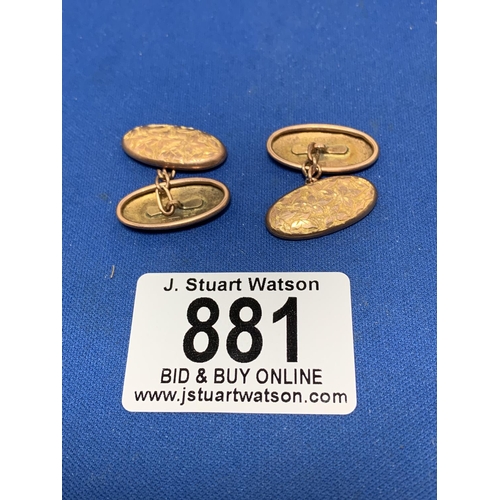 J. Stuart Watson
881
BID & BUY ONLINE
www.jstuartwatson.com